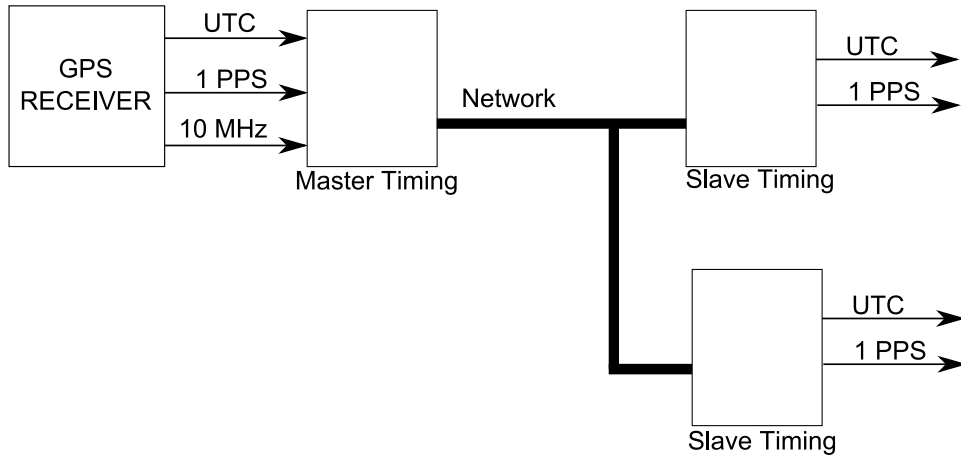 GPS
RECEIVER
UTC
1 PPS
10 MHz
Master Timing
Network
UTC
1 PPS
Slave Timing
UTC
1 PPS
Slave Timing